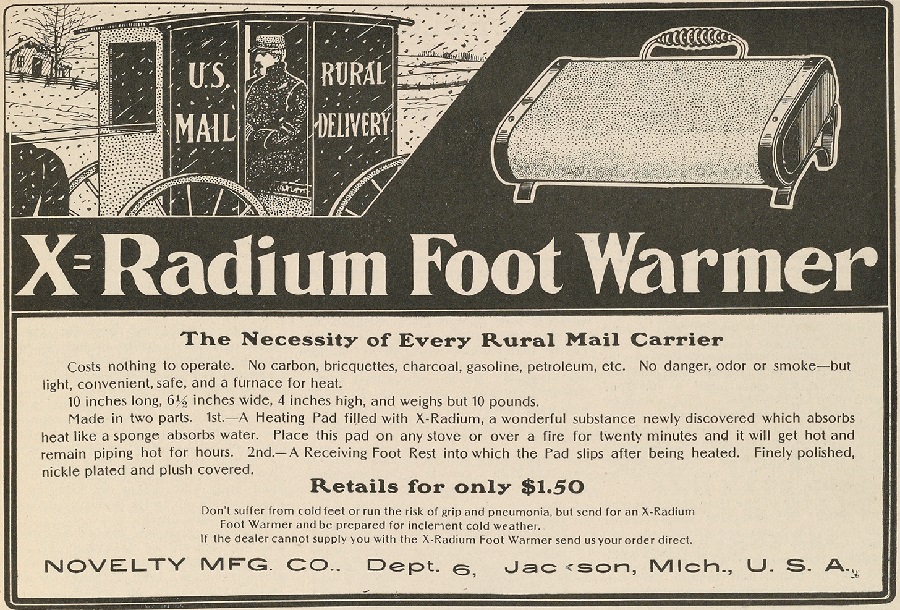 U.S. MAIL
RURAL DELIVERY
X=Radium Foot Warmer
The Necessity of Every Rural Mail Carrier
Costs nothing to operate. No carbon, bricquettes, charcoal, gasoline, petroleum, etc. No danger, odor or smoke—but
light, convenient, safe, and a furnace for heat.
10 inches long, 6½ inches wide, 4 inches high, and weighs but 10 pounds.
Made in two parts. 1st.—A Heating Pad filled with X-Radium, a wonderful substance newly discovered which absorbs
heat like a sponge absorbs water. Place this pad on any stove or over a fire for twenty minutes and it will get hot and
remain piping hot for hours. 2nd.—A Receiving Foot Rest into which the Pad slips after being heated. Finely polished,
nickle plated and plush covered.
Retails for only $1.50
Don't suffer from cold feet or run the risk of grip and pneumonia, but send for an X-Radium
Foot Warmer and be prepared for inclement cold weather.
If the dealer cannot supply you with the X-Radium Foot Warmer send us your order direct.
NOVELTY MFG. CO.. Dept. 6, Jackson, Mich., U. S. A.